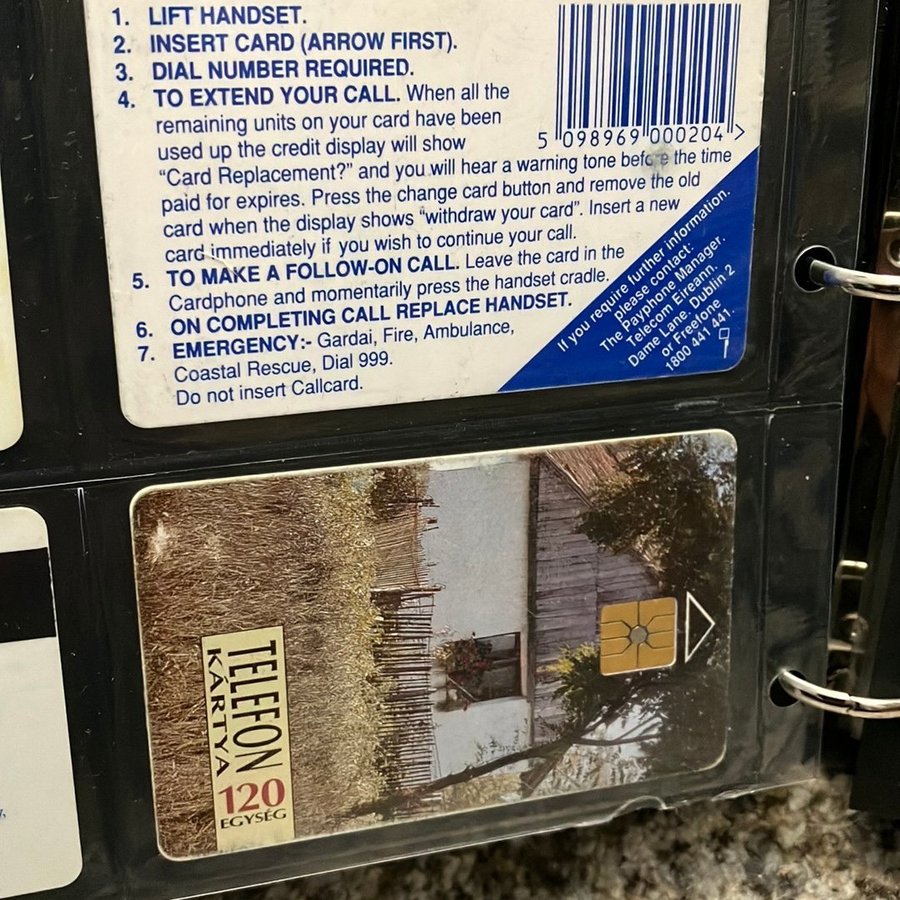 1. LIFT HANDSET.
2. INSERT CARD (ARROW FIRST).
3. DIAL NUMBER REQUIRED.
4. TO EXTEND YOUR CALL. When all the
remaining units on your card have been
used up the credit display will show
“Card Replacement?” and you will hear a warning tone before the time
paid for expires. Press the change card button and remove the old
card when the display shows “withdraw your card”. Insert a new
card immediately if you wish to continue your call.
5. TO MAKE A FOLLOW-ON CALL. Leave the card in the
Cardphone and momentarily press the handset cradle.
6. ON COMPLETING CALL REPLACE HANDSET.
7. EMERGENCY:- Gardai, Fire, Ambulance,
Coastal Rescue, Dial 999.
Do not insert Callcard.
5 098969 000204 >
If you require further information.
please contact:
The Payphone Manager.
Telecom Eireann.
Dame Lane. Dublin 2
or Freefone
1800 441 441.
TELEFON
KÁRTYA
120
EGYSÉG